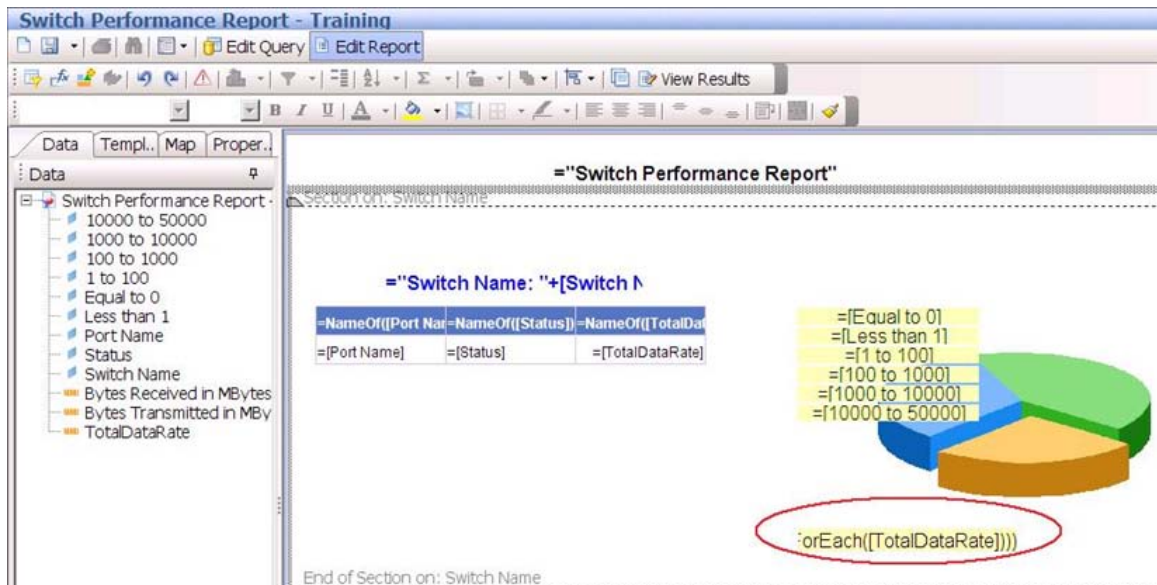 Switch Performance Report - Training
Edit Query Edit Report
View Results
B I U A
Data Templ.. Map Proper..
Data
Switch Performance Report -
10000 to 50000
1000 to 10000
100 to 1000
1 to 100
Equal to 0
Less than 1
Port Name
Status
Switch Name
Bytes Received in MBytes
Bytes Transmitted in MBy
TotalDataRate
="Switch Performance Report"
Section on: Switch Name
="Switch Name: "+[Switch N
=NameOf([Port Nar =NameOf([Status]) =NameOf([TotalDat
=[Port Name] =[Status] =[TotalDataRate]
=[Equal to 0]
=[Less than 1]
=[1 to 100]
=[100 to 1000]
=[1000 to 10000]
=[10000 to 50000]
orEach([TotalDataRate])))
End of Section on: Switch Name